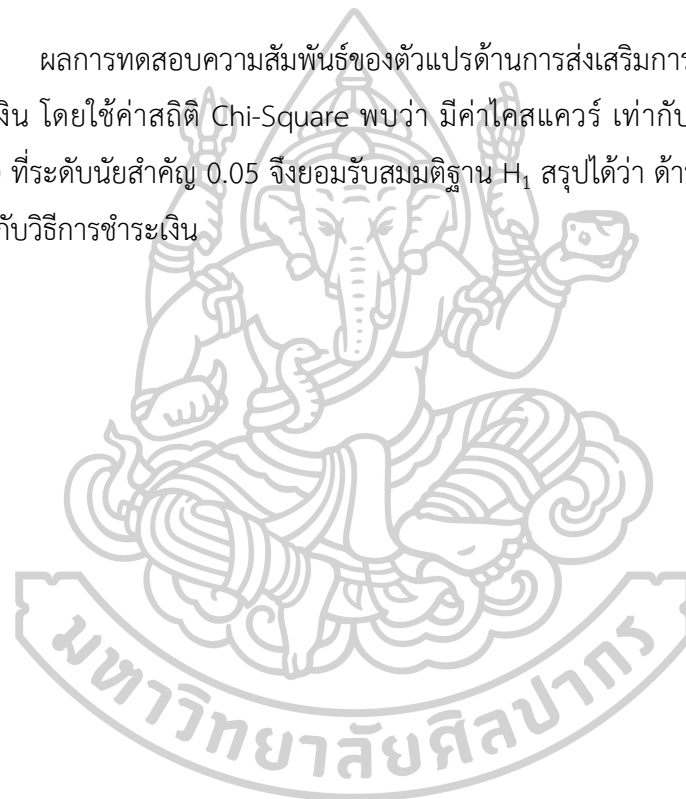 ผลการทดสอบความสัมพันธ์ของตัวแปรด้านการส่งเสริมการ
งิน โดยใช้ค่าสถิติ Chi-Square พบว่า มีค่าไคสแควร์ เท่ากับ
ที่ระดับนัยสำคัญ 0.05 จึงยอมรับสมมติฐาน H₁ สรุปได้ว่า ด้า
กับวิธีการชำระเงิน
มหาวิทยาลัยศิลปากร